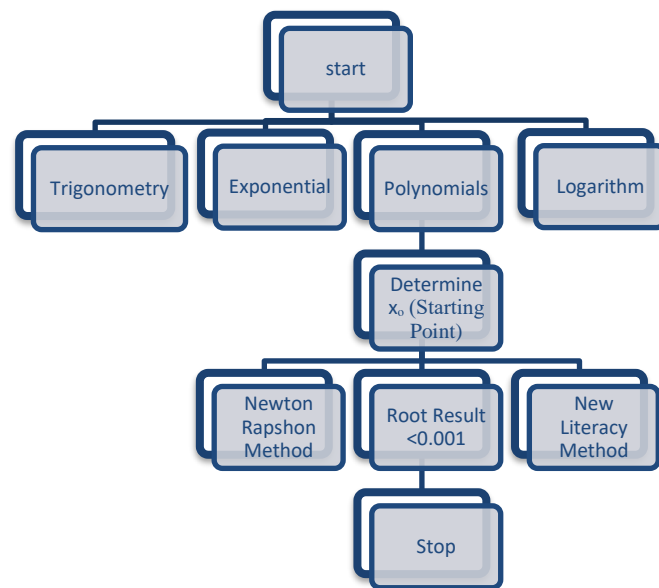 start
Trigonometry
Exponential
Polynomials
Logarithm
Determine
xₒ (Starting
Point)
Newton
Rapshon
Method
Root Result
<0.001
New
Literacy
Method
Stop